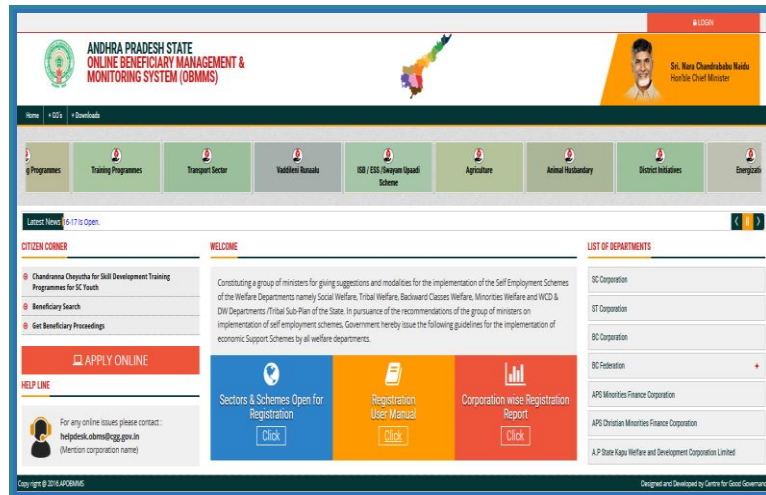 LOGIN
ANDHRA PRADESH STATE
ONLINE BENEFICIARY MANAGEMENT &
MONITORING SYSTEM (OBMMS)
Sri. Nara Chandrababu Naidu
Hon'ble Chief Minister
Home + GO's + Downloads
g Programmes
Training Programmes
Transport Sector
Vaddileni Runaalu
ISB / ESS /Swayam Upaadi
Scheme
Agriculture
Animal Husbandary
District Initiatives
Energizatio
Latest News 16-17 is Open.
CITIZEN CORNER
Chandranna Cheyutha for Skill Development Training
Programmes for SC Youth
Beneficiary Search
Get Beneficiary Proceedings
APPLY ONLINE
HELP LINE
For any online issues please contact :
helpdesk.obms@cgg.gov.in
(Mention corporation name)
WELCOME
Constituting a group of ministers for giving suggestions and modalities for the implementation of the Self Employment Schemes
of the Welfare Departments namely Social Welfare, Tribal Welfare, Backward Classes Welfare, Minorities Welfare and WCD &
DW Departments /Tribal Sub-Plan of the State. In pursuance of the recommendations of the group of ministers on
implementation of self employment schemes, Government hereby issue the following guidelines for the implementation of
economic Support Schemes by all welfare departments.
Sectors & Schemes Open for
Registration
Click
Registration
User Manual
Click
Corporation wise Registration
Report
Click
LIST OF DEPARTMENTS
SC Corporation
ST Corporation
BC Corporation
BC Federation +
APS Minorities Finance Corporation
APS Christian Minorities Finance Corporation
A.P State Kapu Welfare and Development Corporation Limited
Copy right @ 2016.APOBMMS
Designed and Developed by Centre for Good Governanc